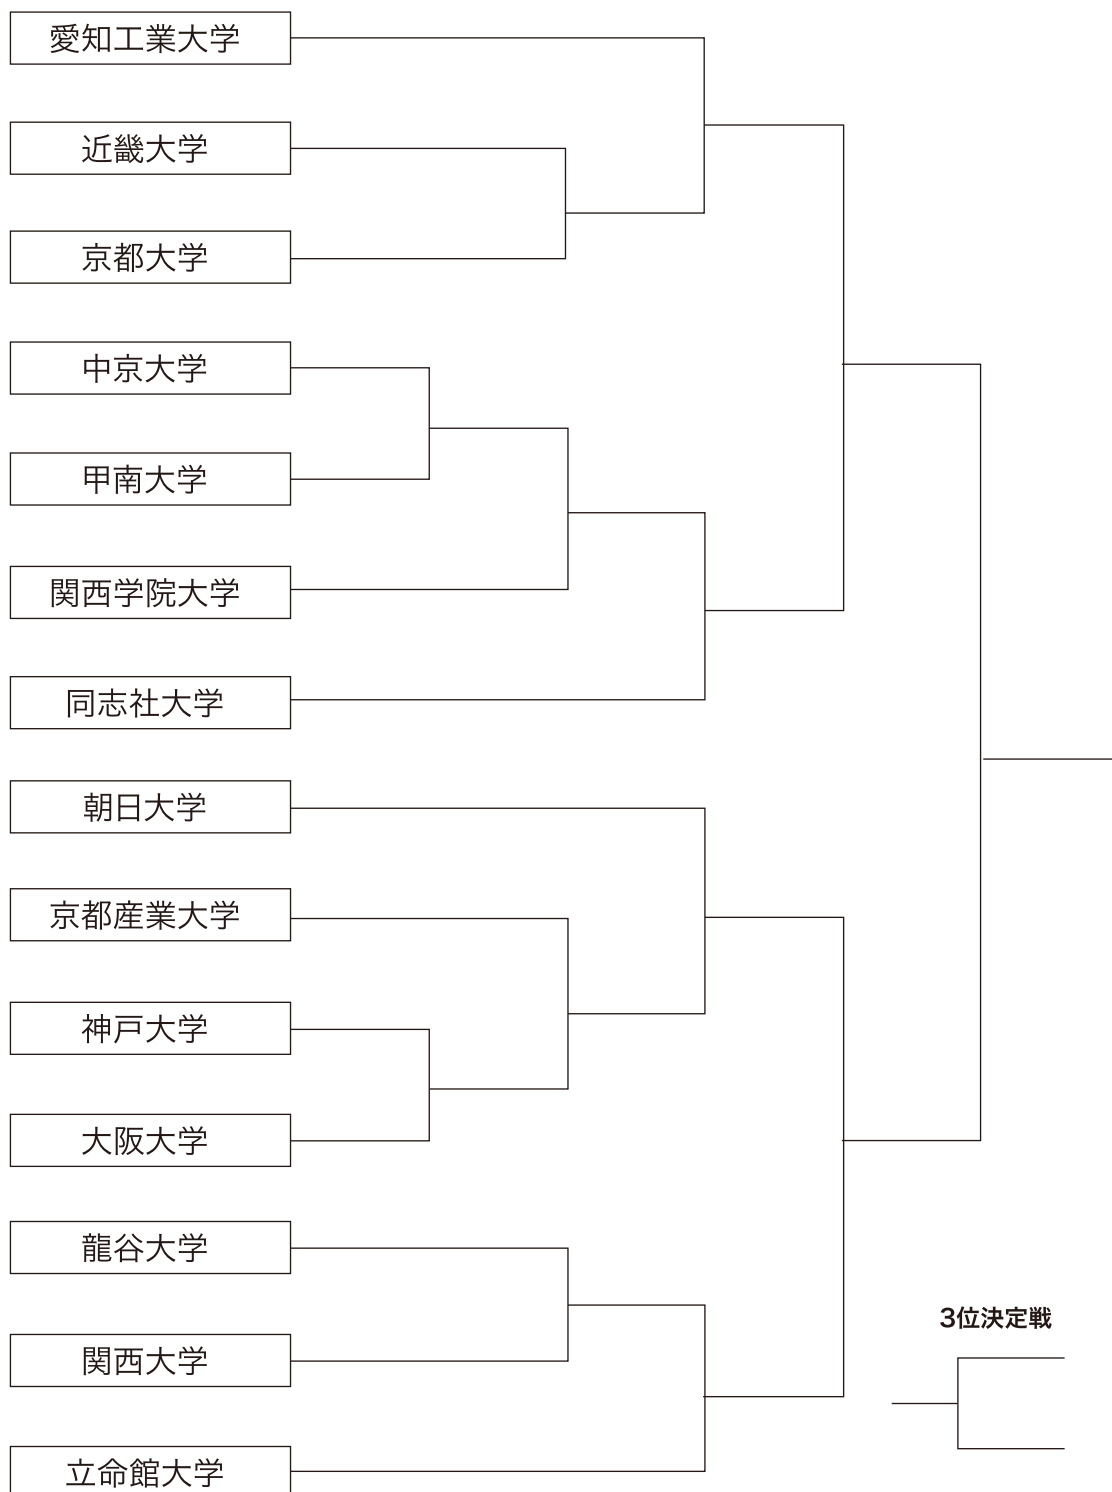 愛知工業大学
近畿大学
京都大学
中京大学
甲南大学
関西学院大学
同志社大学
朝日大学
京都産業大学
神戸大学
大阪大学
龍谷大学
関西大学
立命館大学
3位決定戦